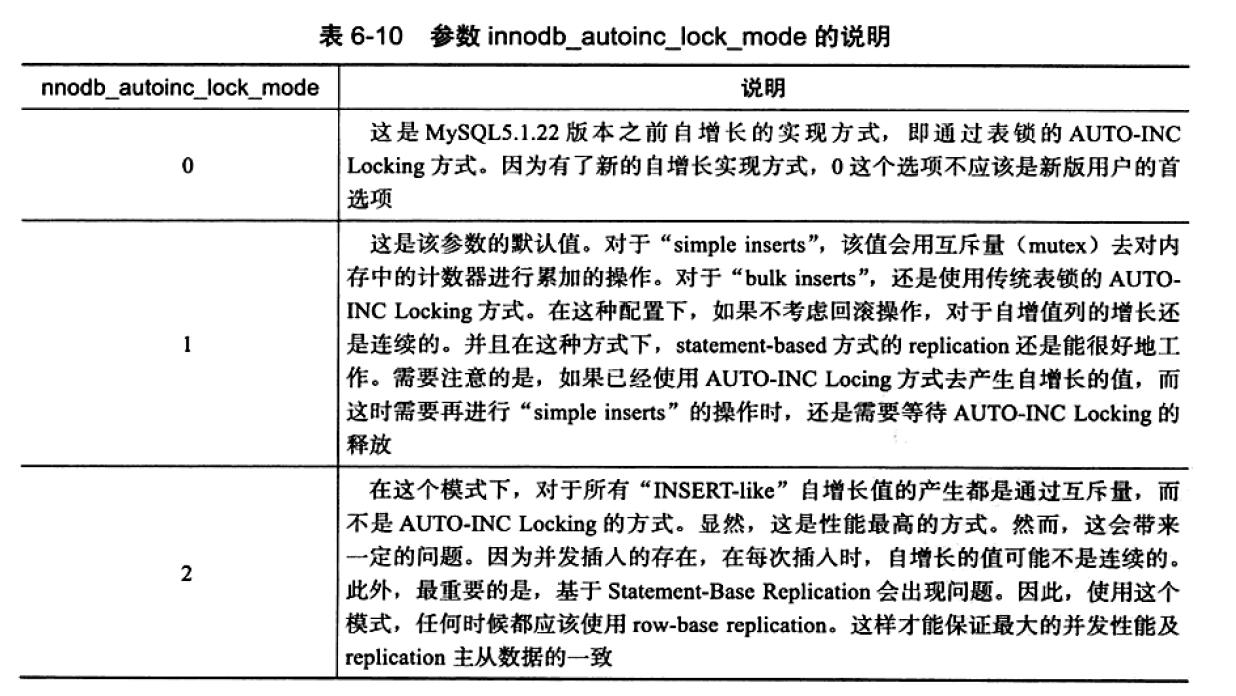 表 6-10 参数 innodb_autoinc_lock_mode 的说明
nnodb_autoinc_lock_mode 说明
0
这是 MySQL5.1.22 版本之前自增长的实现方式，即通过表锁的 AUTO-INC
Locking 方式。因为有了新的自增长实现方式，0 这个选项不应该是新版用户的首
选项
1
这是该参数的默认值。对于“simple inserts”，该值会用互斥量（mutex）去对内
存中的计数器进行累加的操作。对于“bulk inserts”，还是使用传统表锁的 AUTO-
INC Locking 方式。在这种配置下，如果不考虑回滚操作，对于自增值列的增长还
是连续的。并且在这种方式下，statement-based 方式的 replication 还是能很好地工
作。需要注意的是，如果已经使用 AUTO-INC Locing 方式去产生自增长的值，而
这时需要再进行“simple inserts”的操作时，还是需要等待 AUTO-INC Locking 的
释放
2
在这个模式下，对于所有“INSERT-like”自增长值的产生都是通过互斥量，而
不是 AUTO-INC Locking 的方式。显然，这是性能最高的方式。然而，这会带来
一定的问题。因为并发插入的存在，在每次插入时，自增长的值可能不是连续的。
此外，最重要的是，基于 Statement-Base Replication 会出现问题。因此，使用这个
模式，任何时候都应该使用 row-base replication。这样才能保证最大的并发性能及
replication 主从数据的一致